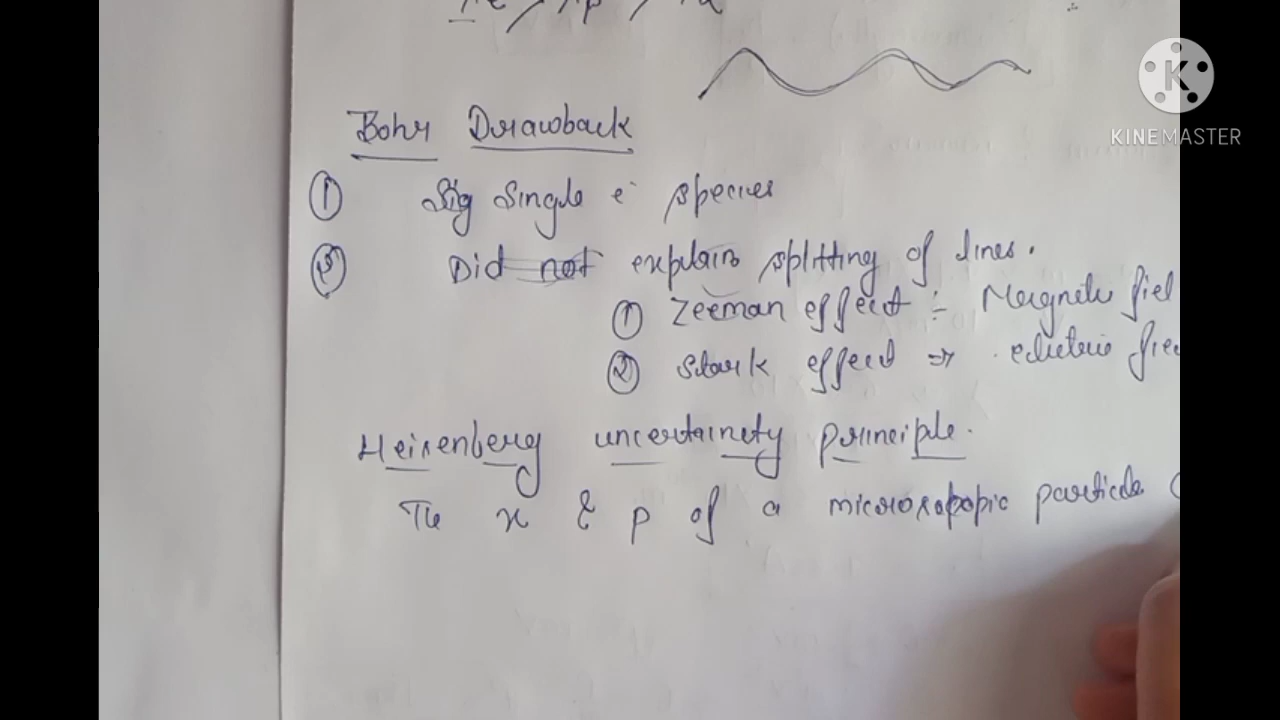 Bohr Drawback
① Sig Single e⁻ species
② Did not explain splitting of lines.
① Zeeman effect :- Magnetic fiel
② Stark effect ⇒ electric fie
Heisenberg uncertainety principle.
The x & p of a microscopic particle (
KINEMASTER